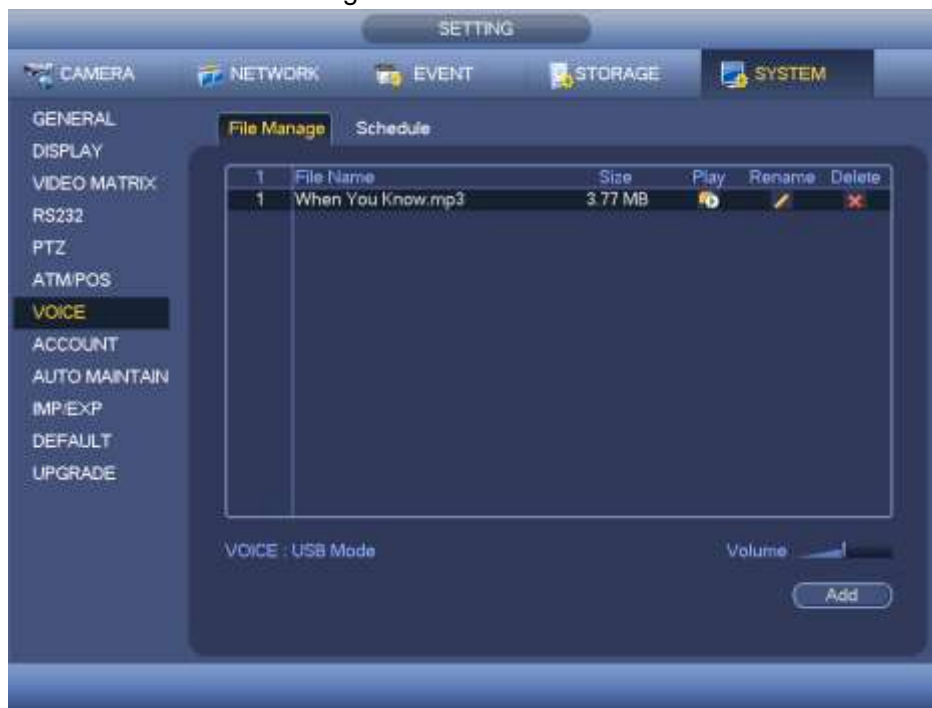 SETTING
CAMERA NETWORK EVENT STORAGE SYSTEM
GENERAL
DISPLAY
VIDEO MATRIX
RS232
PTZ
ATM/POS
VOICE
ACCOUNT
AUTO MAINTAIN
IMP/EXP
DEFAULT
UPGRADE
File Manage Schedule
1 File Name Size Play Rename Delete
1 When You Know.mp3 3.77 MB
VOICE : USB Mode Volume
Add